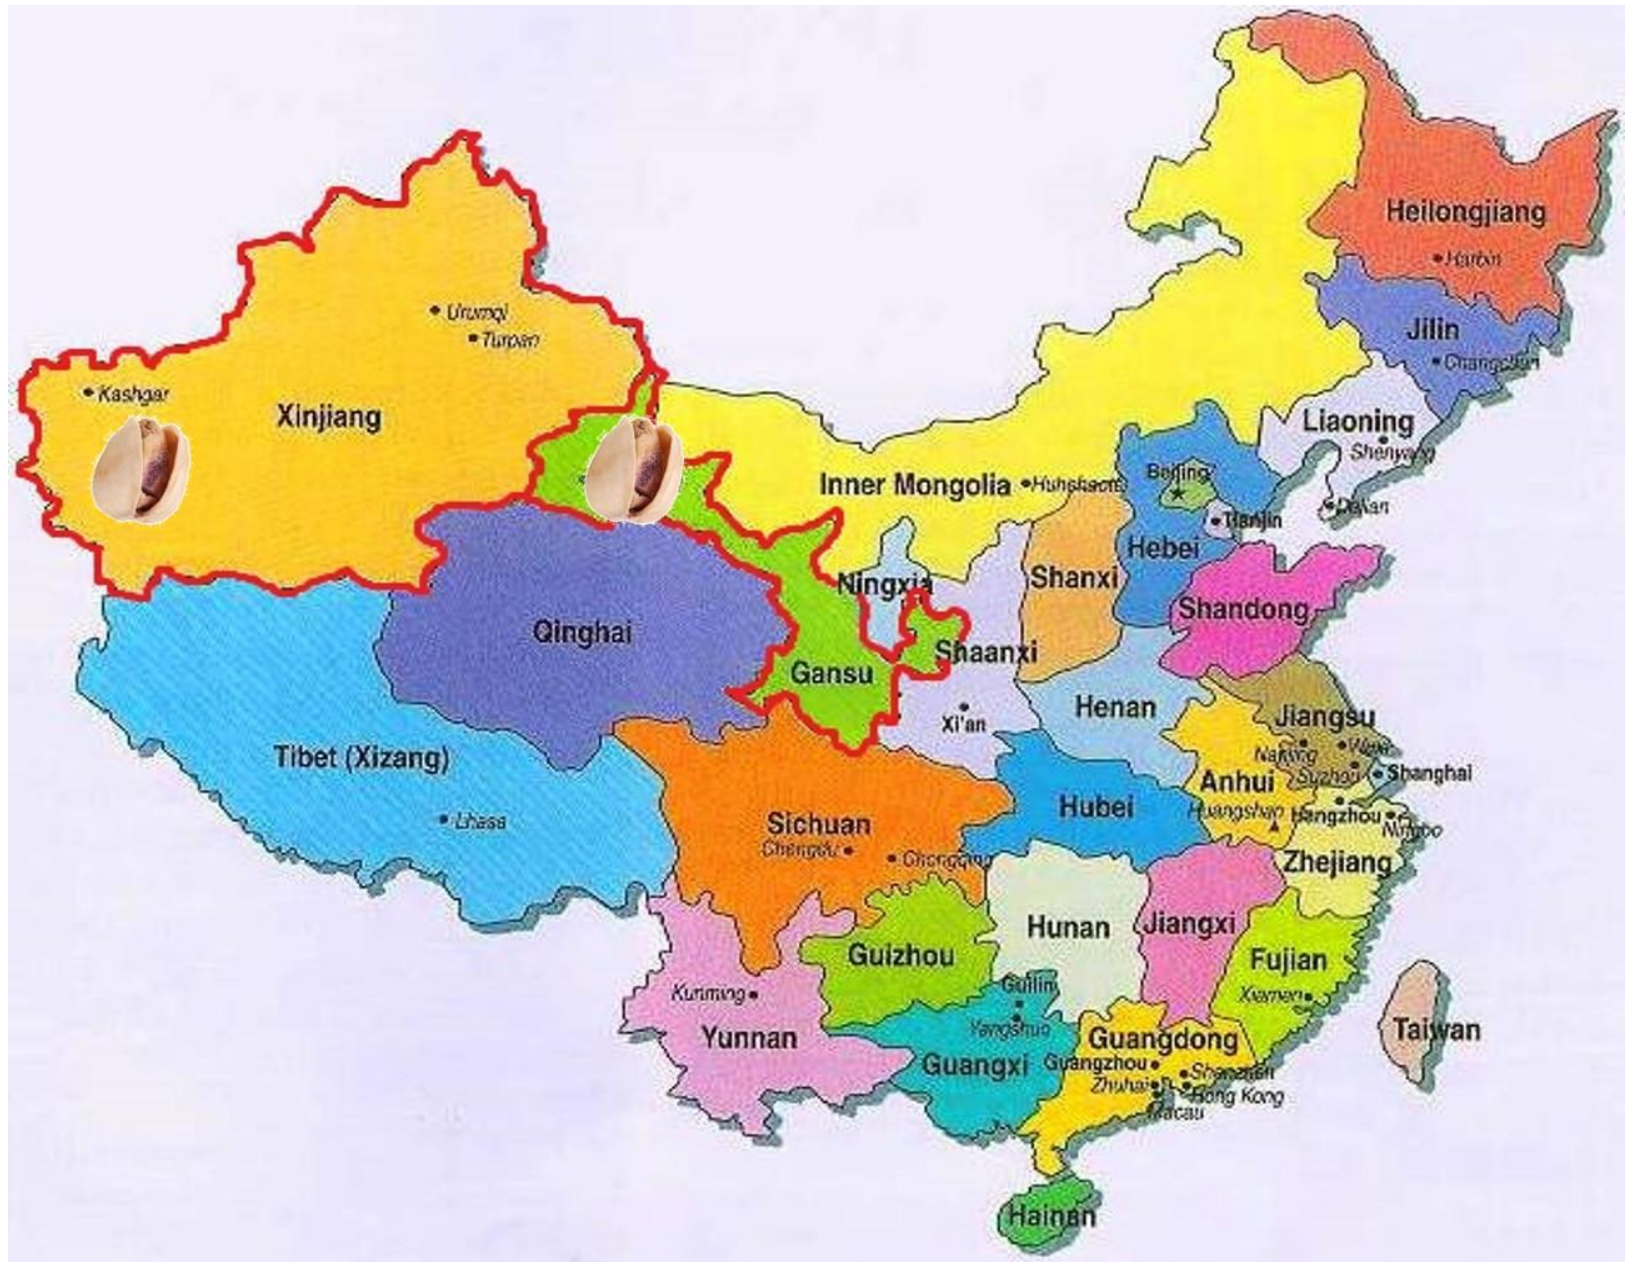 Heilongjiang
Harbin
Jilin
Changchun
Urumqi
Turpan
Kashgar
Xinjiang
Liaoning
Shenyang
Dalian
Beijing
Tianjin
Hebei
Inner Mongolia
Shanxi
Ningxia
Shandong
Qinghai
Shaanxi
Gansu
Xi'an
Henan
Jiangsu
Nanjing
Wuxi
Suzhou
Shanghai
Tibet (Xizang)
Lhasa
Anhui
Huangshan
Hangzhou
Ningbo
Hubei
Sichuan
Chengdu
Chongqing
Zhejiang
Hunan
Jiangxi
Guizhou
Fujian
Xiamen
Kunming
Yunnan
Guilin
Yangshuo
Guangxi
Guangdong
Guangzhou
Shenzhen
Zhuhai
Hong Kong
Macau
Taiwan
Hainan